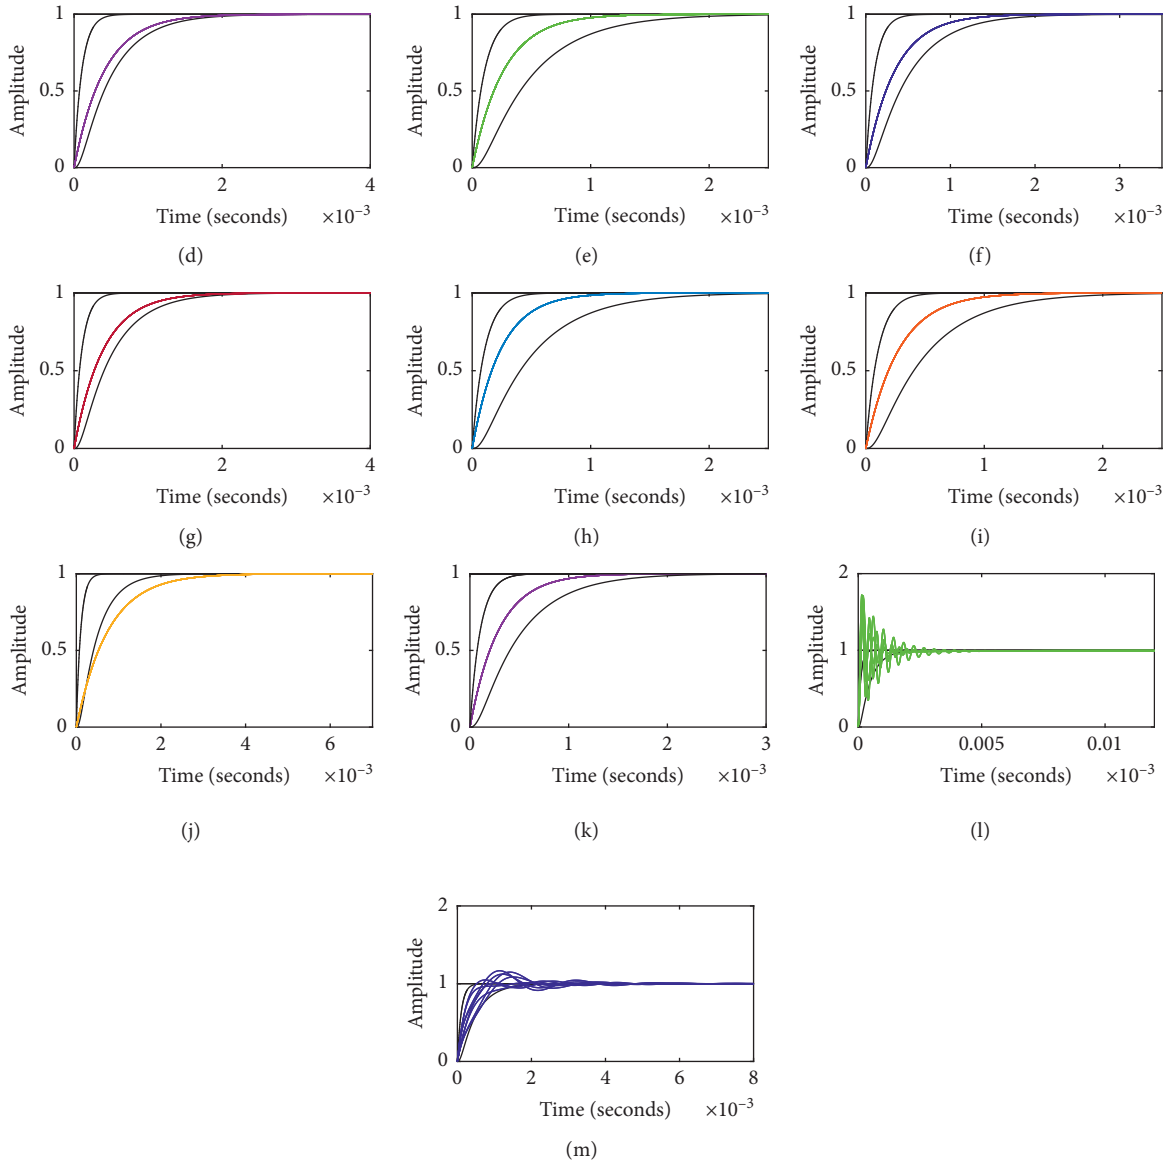 1
0.5
0
Amplitude
0 2 4
Time (seconds) ×10–3
(d)
1
0.5
0
Amplitude
0 1 2
Time (seconds) ×10–3
(e)
1
0.5
0
Amplitude
0 1 2 3
Time (seconds) ×10–3
(f)
1
0.5
0
Amplitude
0 2 4
Time (seconds) ×10–3
(g)
1
0.5
0
Amplitude
0 1 2
Time (seconds) ×10–3
(h)
1
0.5
0
Amplitude
0 1 2
Time (seconds) ×10–3
(i)
1
0.5
0
Amplitude
0 2 4 6
Time (seconds) ×10–3
(j)
1
0.5
0
Amplitude
0 1 2 3
Time (seconds) ×10–3
(k)
2
1
0
Amplitude
0 0.005 0.01
Time (seconds) ×10–3
(l)
2
1
0
Amplitude
0 2 4 6 8
Time (seconds) ×10–3
(m)